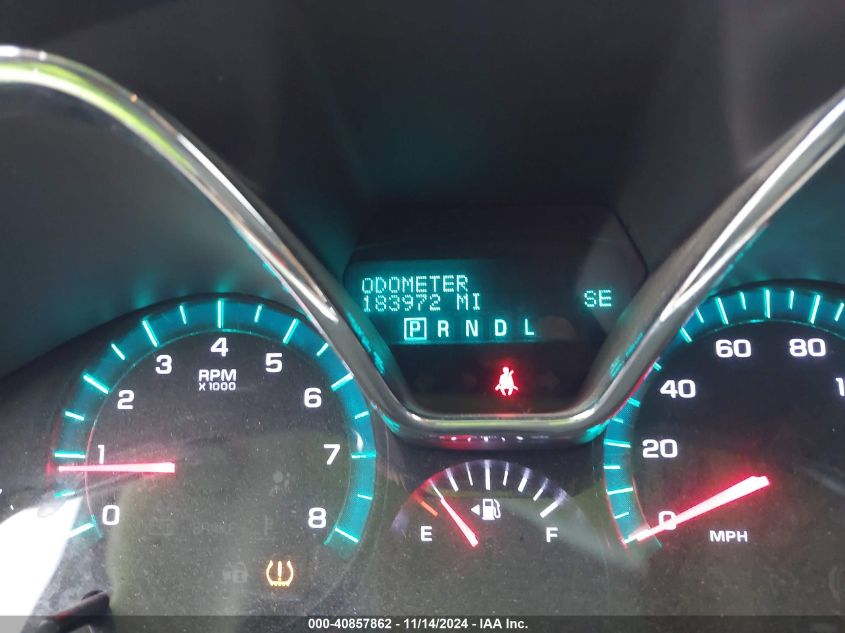 ODOMETER
183972 MI
SE
P R N D L
0 1 2 3 4 5 6 7 8
RPM
X 1000
E F
0 20 40 60 80
MPH
000-40857862 - 11/14/2024 - IAA Inc.